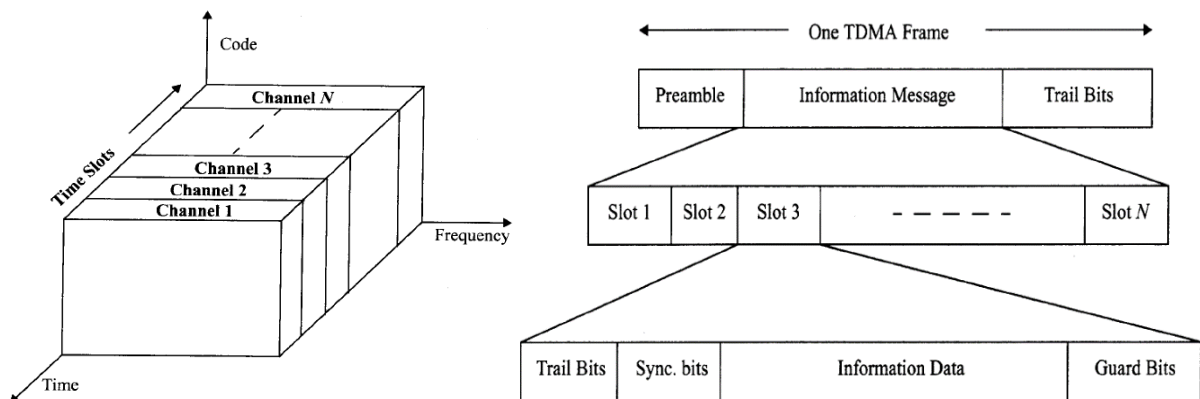 Code
Channel N
Time Slots
Channel 3
Channel 2
Channel 1
Frequency
Time
One TDMA Frame
Preamble
Information Message
Trail Bits
Slot 1
Slot 2
Slot 3
Slot N
Trail Bits
Sync. bits
Information Data
Guard Bits